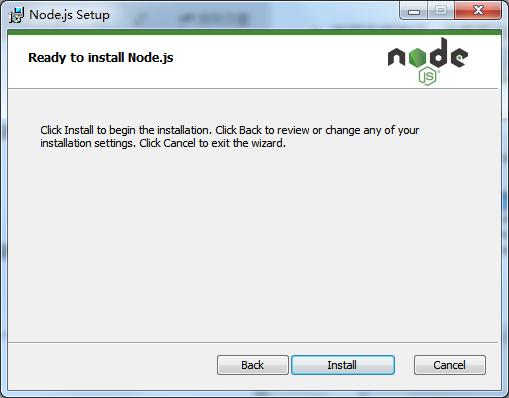 Node.js Setup
Ready to install Node.js
node
JS
Click Install to begin the installation. Click Back to review or change any of your
installation settings. Click Cancel to exit the wizard.
Back
Install
Cancel